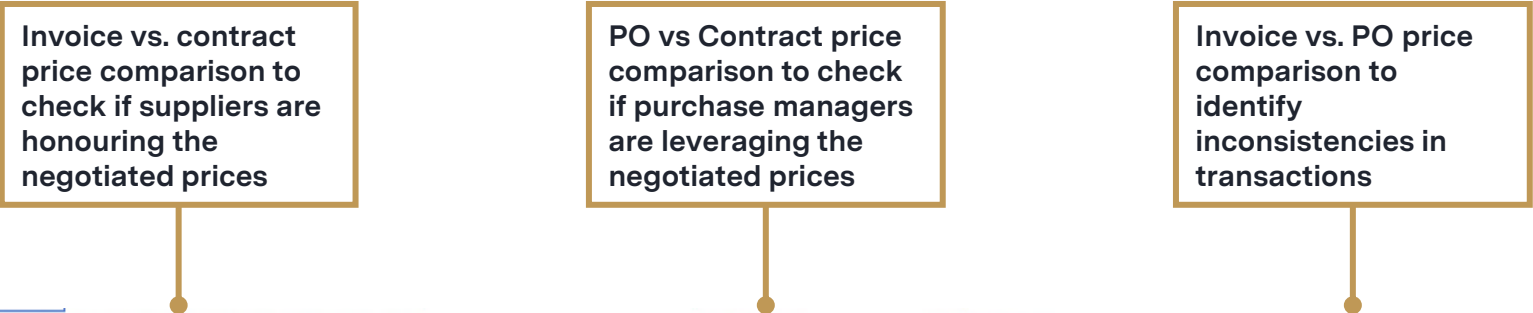 Invoice vs. contract
price comparison to
check if suppliers are
honouring the
negotiated prices
PO vs Contract price
comparison to check
if purchase managers
are leveraging the
negotiated prices
Invoice vs. PO price
comparison to
identify
inconsistencies in
transactions